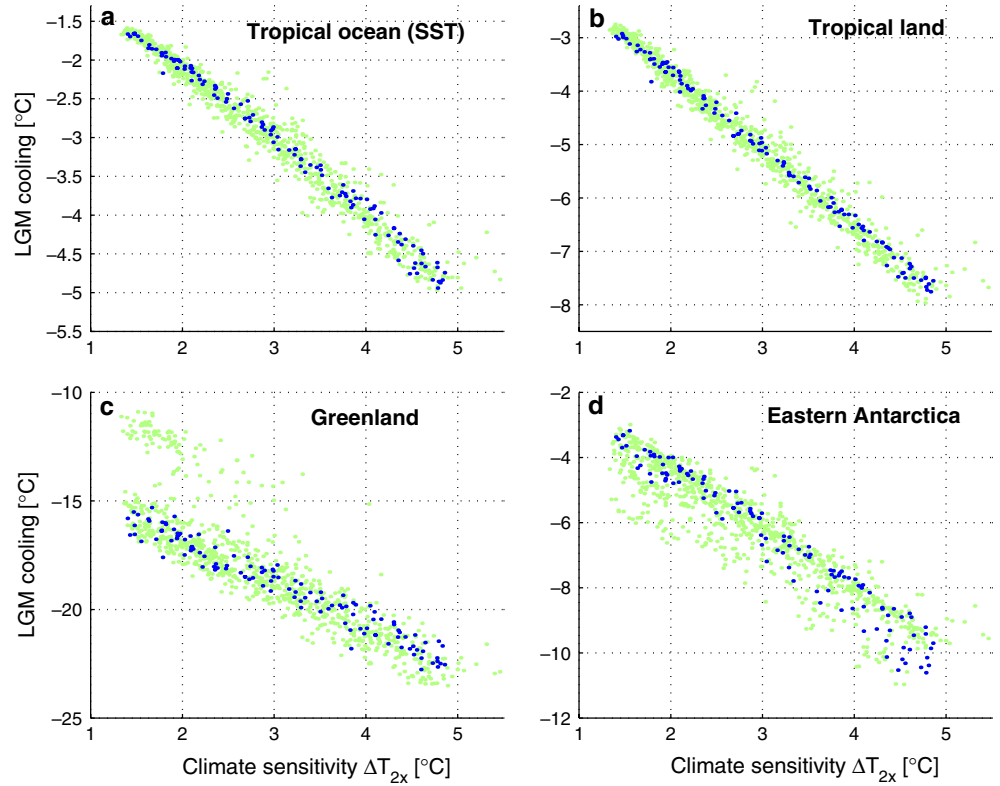 a
Tropical ocean (SST)
−1.5
−2
−2.5
−3
−3.5
−4
−4.5
−5
−5.5
LGM cooling [°C]
1 2 3 4 5
b
Tropical land
−3
−4
−5
−6
−7
−8
1 2 3 4 5
c
Greenland
−10
−15
−20
−25
LGM cooling [°C]
1 2 3 4 5
Climate sensitivity ΔT2x [°C]
d
Eastern Antarctica
−2
−4
−6
−8
−10
−12
1 2 3 4 5
Climate sensitivity ΔT2x [°C]